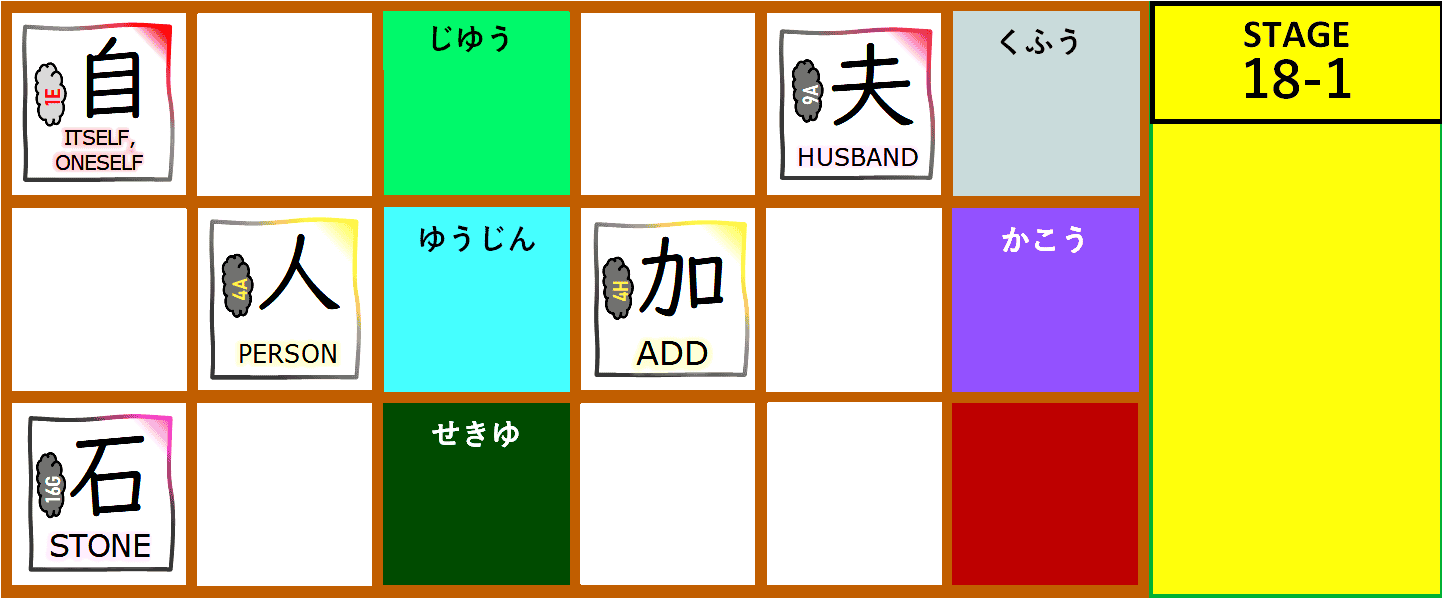 自
1E
ITSELF,
ONESELF
じゆう
9A
夫
HUSBAND
くふう
STAGE
18-1
4A
人
PERSON
ゆうじん
4H
加
ADD
かこう
16G
石
STONE
せきゆ